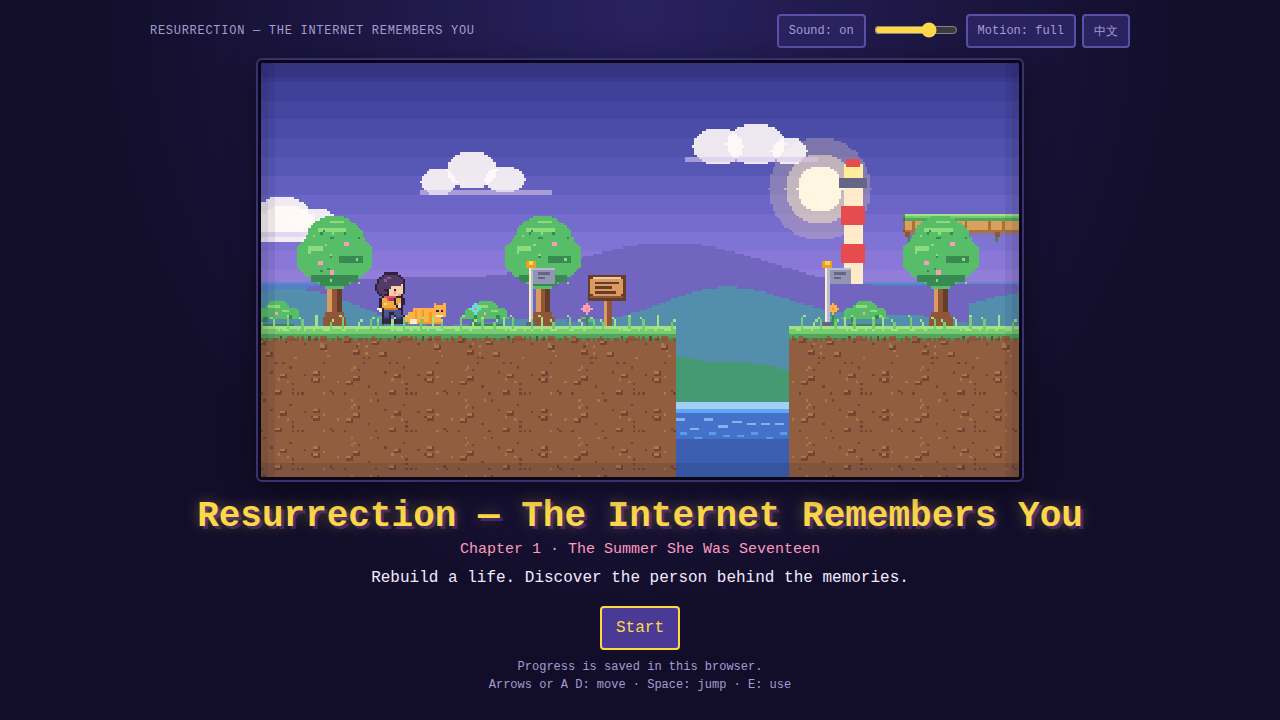 RESURRECTION — THE INTERNET REMEMBERS YOU
Sound: on
Motion: full
中文
Resurrection — The Internet Remembers You
Chapter 1 · The Summer She Was Seventeen
Rebuild a life. Discover the person behind the memories.
Start
Progress is saved in this browser.
Arrows or A D: move · Space: jump · E: use